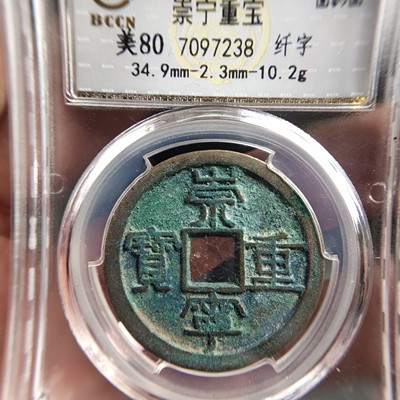 BCCN
崇宁重宝
美80 7097238 纤字
34.9mm-2.3mm-10.2g
崇
寶 重
寧